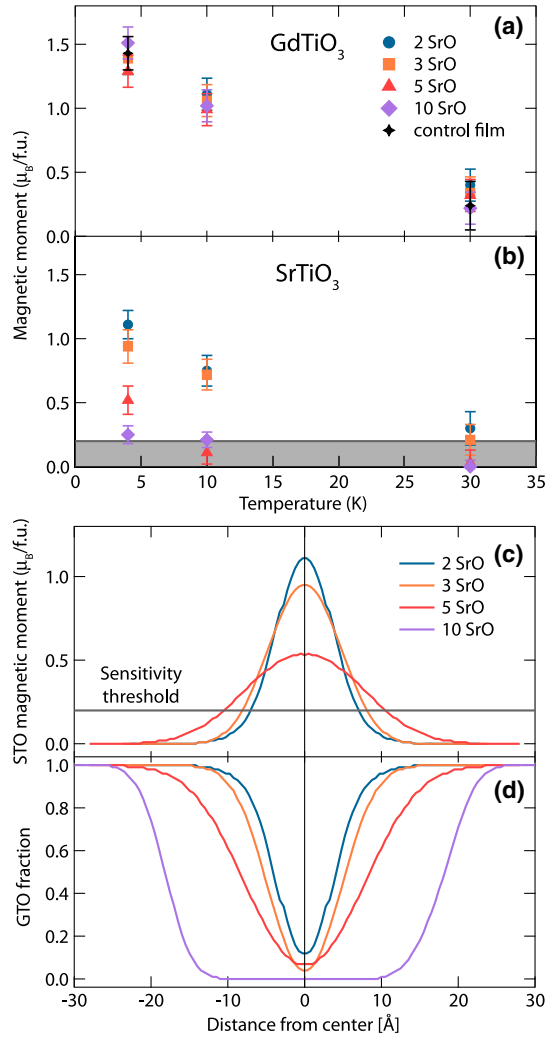 (a)
GdTiO₃
2 SrO
3 SrO
5 SrO
10 SrO
control film
1.5
1.0
0.5
0.0
Magnetic moment (μB/f.u.)
(b)
SrTiO₃
1.5
1.0
0.5
0.0
0 5 10 15 20 25 30 35
Temperature (K)
(c)
2 SrO
3 SrO
5 SrO
10 SrO
1.0
0.5
0.0
STO magnetic moment (μB/f.u.)
Sensitivity
threshold
(d)
1.0
0.8
0.6
0.4
0.2
0.0
GTO fraction
-30 -20 -10 0 10 20 30
Distance from center [Å]